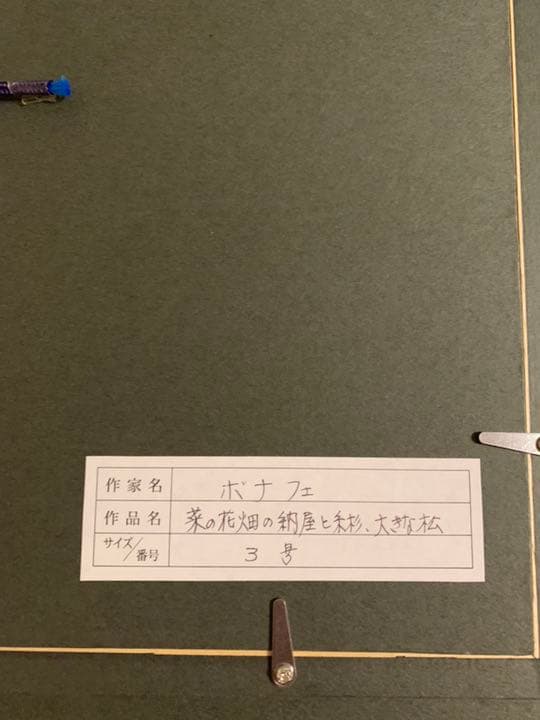 作家名 ボナフェ
作品名 菜の花畑の納屋と糸杉、大きな松
サイズ/番号 3号